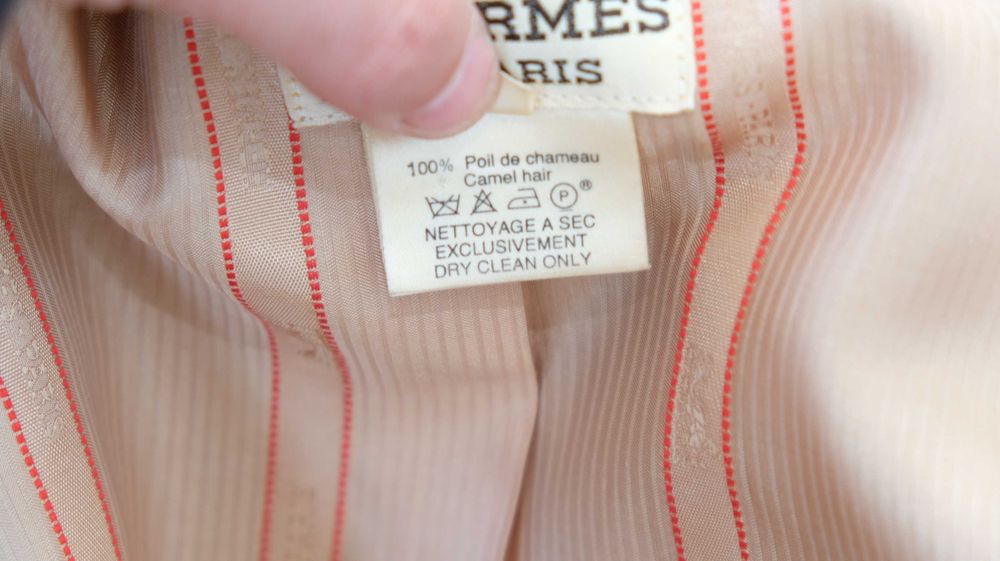 RMES
ARIS
100% Poil de chameau
Camel hair
P ®
NETTOYAGE A SEC
EXCLUSIVEMENT
DRY CLEAN ONLY